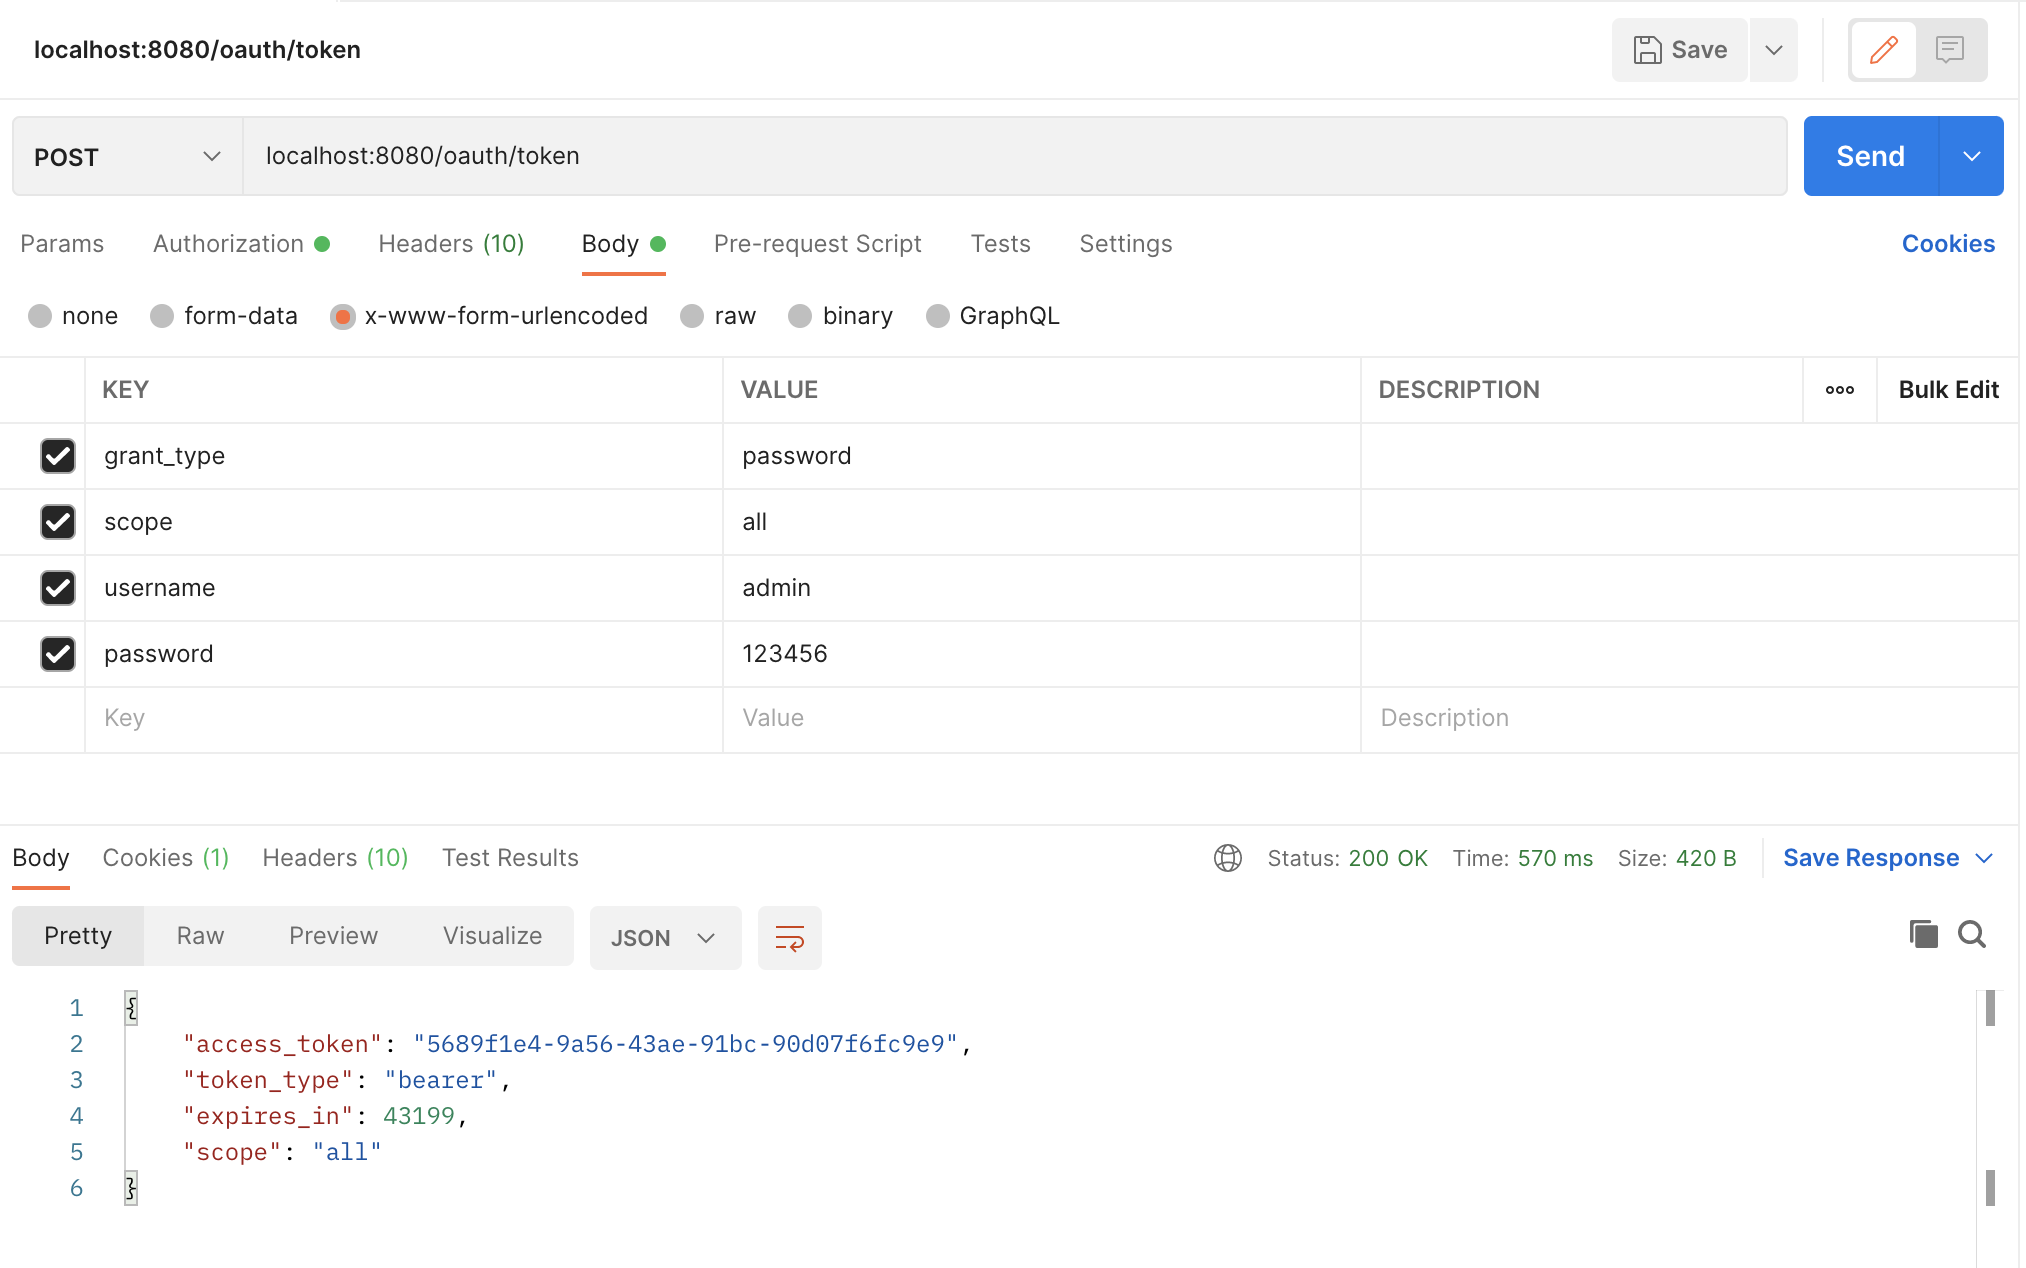 localhost:8080/oauth/token
Save
POST
localhost:8080/oauth/token
Send
Params Authorization Headers (10) Body Pre-request Script Tests Settings Cookies
none form-data x-www-form-urlencoded raw binary GraphQL
KEY VALUE DESCRIPTION Bulk Edit
grant_type password
scope all
username admin
password 123456
Key Value Description
Body Cookies (1) Headers (10) Test Results Status: 200 OK Time: 570 ms Size: 420 B Save Response
Pretty Raw Preview Visualize JSON
1 {
2 "access_token": "5689f1e4-9a56-43ae-91bc-90d07f6fc9e9",
3 "token_type": "bearer",
4 "expires_in": 43199,
5 "scope": "all"
6 }